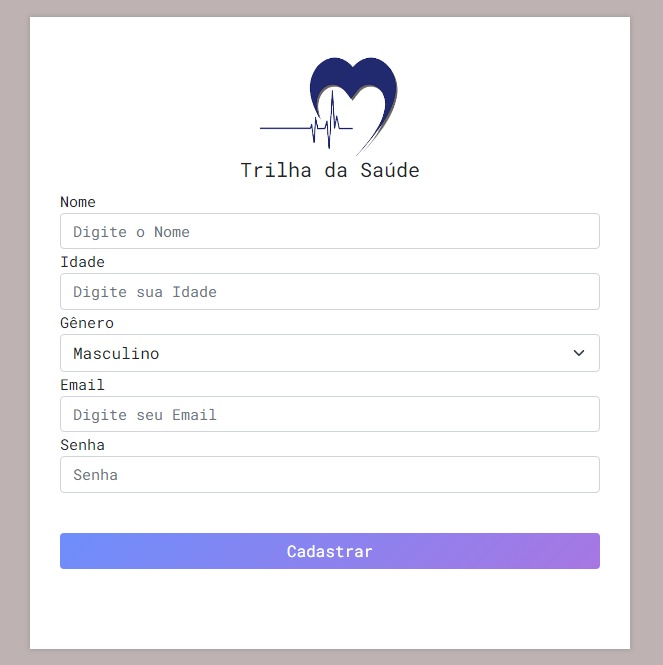 Trilha da Saúde
Nome
Digite o Nome
Idade
Digite sua Idade
Gênero
Masculino
Email
Digite seu Email
Senha
Senha
Cadastrar